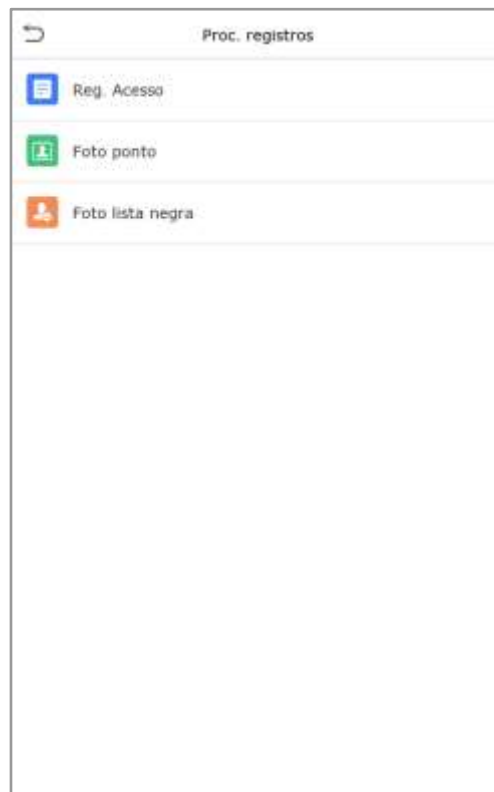 Proc. registros
Reg. Acesso
Foto ponto
Foto lista negra